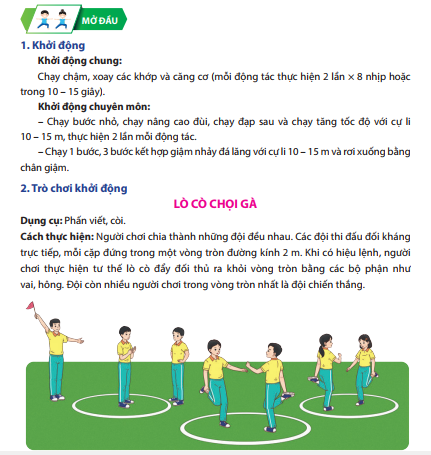 MỞ ĐẦU
1. Khởi động
Khởi động chung:
Chạy chậm, xoay các khớp và căng cơ (mỗi động tác thực hiện 2 lần × 8 nhịp hoặc
trong 10 – 15 giây).
Khởi động chuyên môn:
– Chạy bước nhỏ, chạy nâng cao đùi, chạy đạp sau và chạy tăng tốc độ với cự li
10 – 15 m, thực hiện 2 lần mỗi động tác.
– Chạy 1 bước, 3 bước kết hợp giậm nhảy đá lăng với cự li 10 – 15 m và rơi xuống bằng
chân giậm.
2. Trò chơi khởi động
LÒ CÒ CHỌI GÀ
Dụng cụ: Phấn viết, còi.
Cách thực hiện: Người chơi chia thành những đội đều nhau. Các đội thi đấu đối kháng
trực tiếp, mỗi cặp đứng trong một vòng tròn đường kính 2 m. Khi có hiệu lệnh, người
chơi thực hiện tư thế lò cò đẩy đối thủ ra khỏi vòng tròn bằng các bộ phận như
vai, hông. Đội còn nhiều người chơi trong vòng tròn nhất là đội chiến thắng.